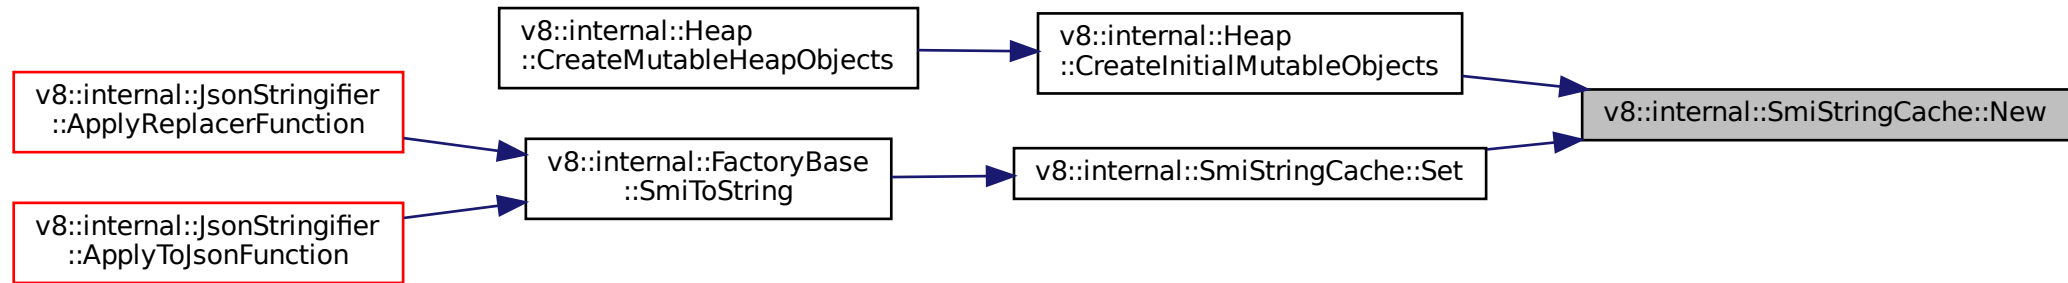 v8::internal::Heap
::CreateMutableHeapObjects
v8::internal::Heap
::CreateInitialMutableObjects
v8::internal::JsonStringifier
::ApplyReplacerFunction
v8::internal::SmiStringCache::New
v8::internal::FactoryBase
::SmiToString
v8::internal::SmiStringCache::Set
v8::internal::JsonStringifier
::ApplyToJsonFunction